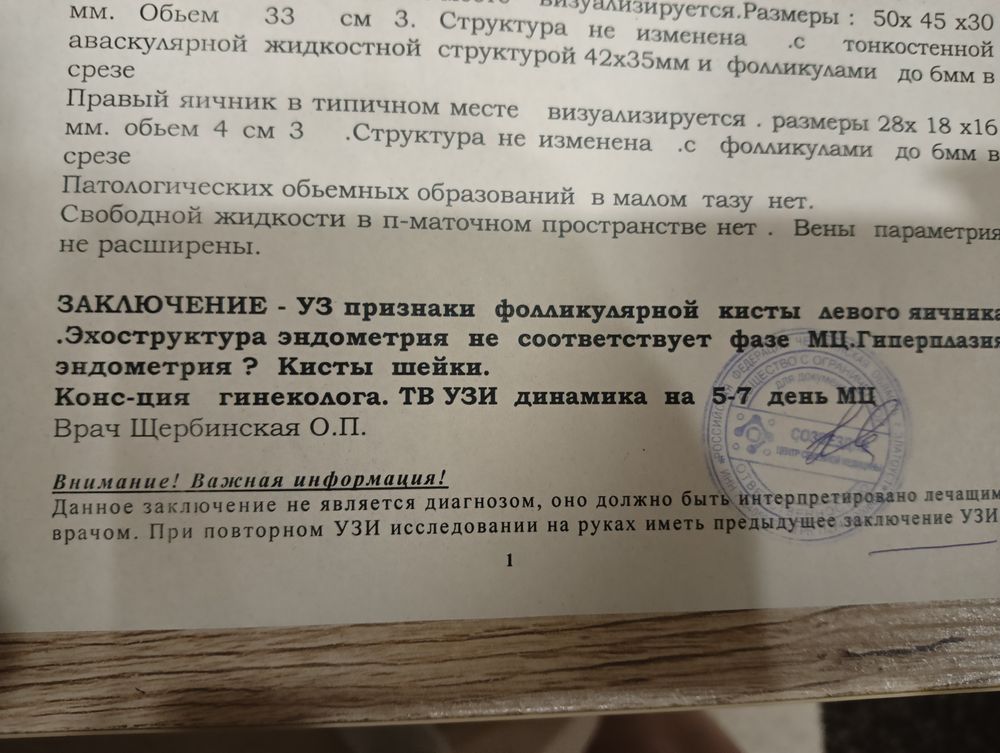 визуализируется.Размеры : 50х 45 х30
мм. Обьем 33 см 3. Структура не изменена .с тонкостенной
аваскулярной жидкостной структурой 42х35мм и фолликулами до 6мм в
срезе
Правый яичник в типичном месте визуализируется . размеры 28х 18 х16
мм. обьем 4 см 3 .Структура не изменена .с фолликулами до 6мм в
срезе
Патологических обьемных образований в малом тазу нет.
Свободной жидкости в п-маточном пространстве нет . Вены параметрия
не расширены.
ЗАКЛЮЧЕНИЕ - УЗ признаки фолликулярной кисты левого яичника
.Эхоструктура эндометрия не соответствует фазе МЦ.Гиперплазия
эндометрия ? Кисты шейки.
Конс-ция гинеколога. ТВ УЗИ динамика на 5-7 день МЦ
Врач Щербинская О.П.
Внимание! Важная информация!
Данное заключение не является диагнозом, оно должно быть интерпретировано лечащим
врачом. При повторном УЗИ исследовании на руках иметь предыдущее заключение УЗИ
1